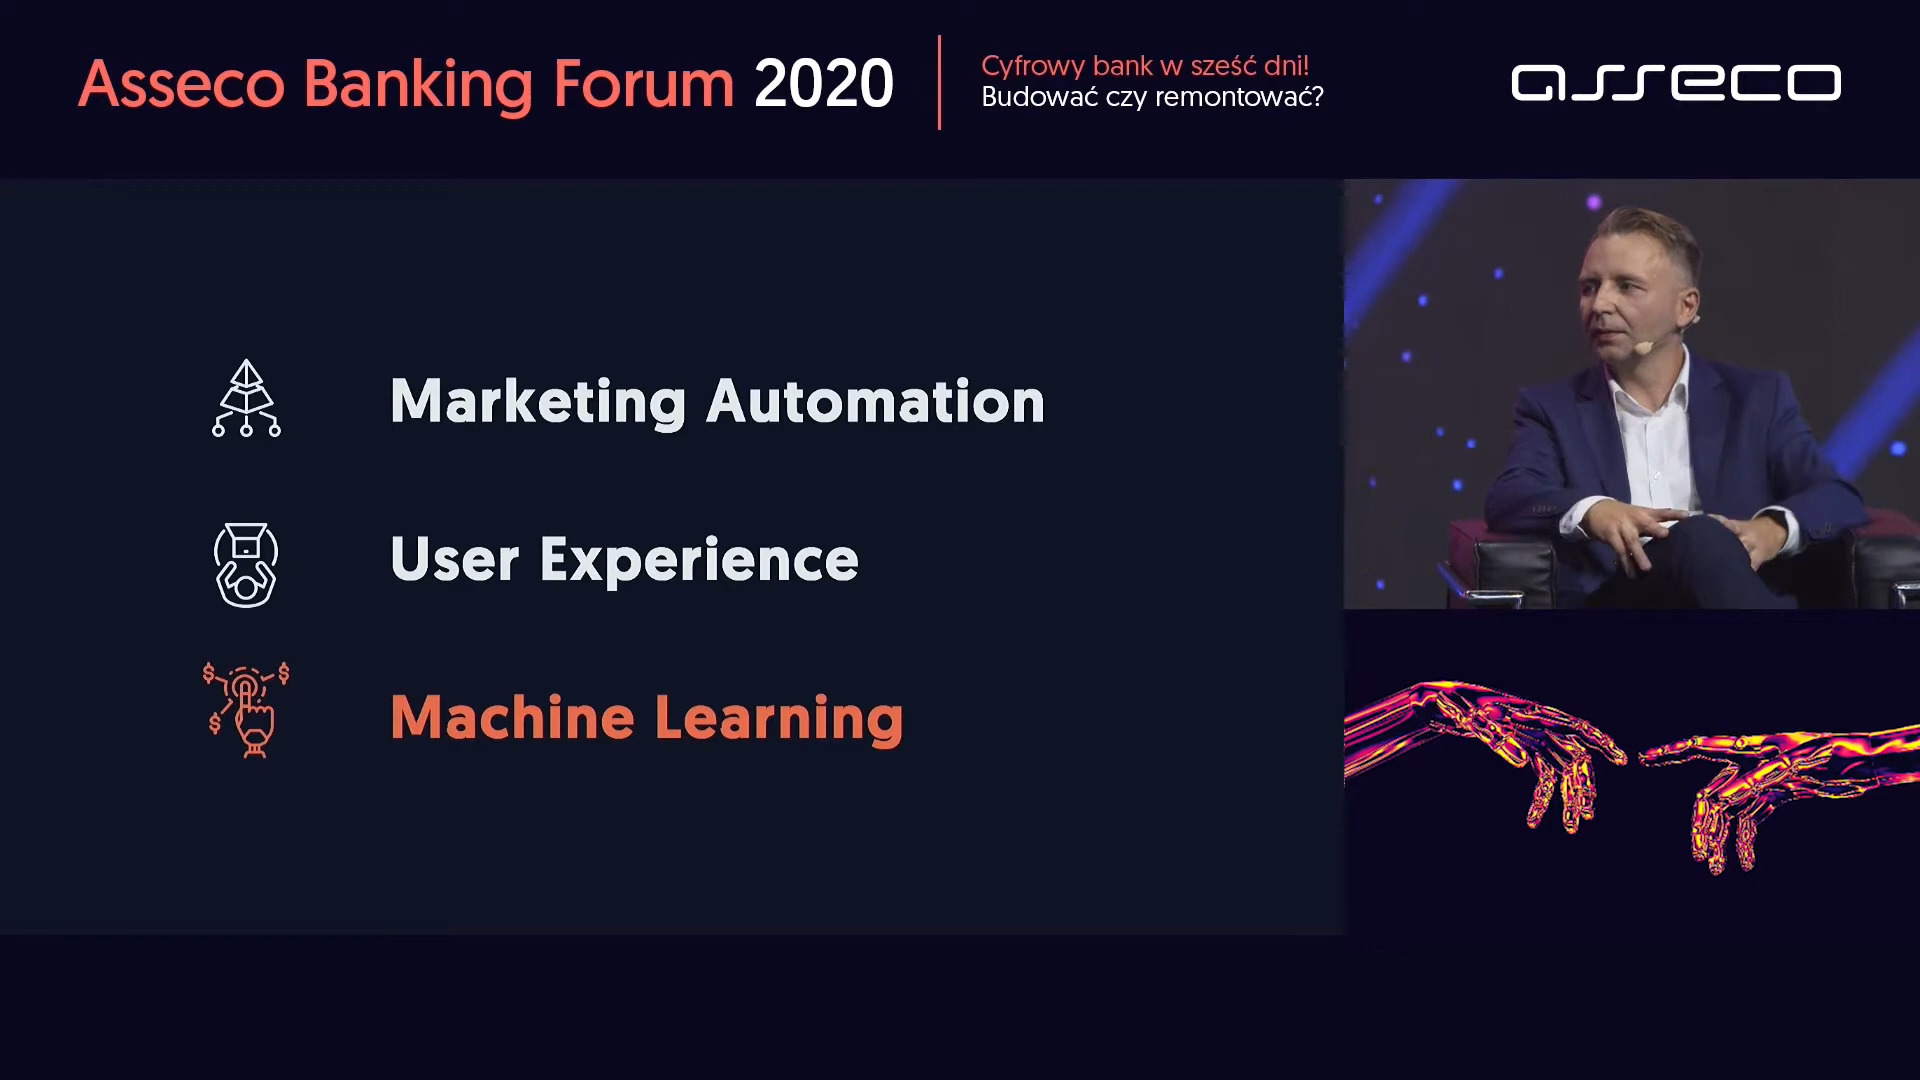 Asseco Banking Forum 2020
Cyfrowy bank w sześć dni!
Budować czy remontować?
asseco
Marketing Automation
User Experience
Machine Learning
$ $
$